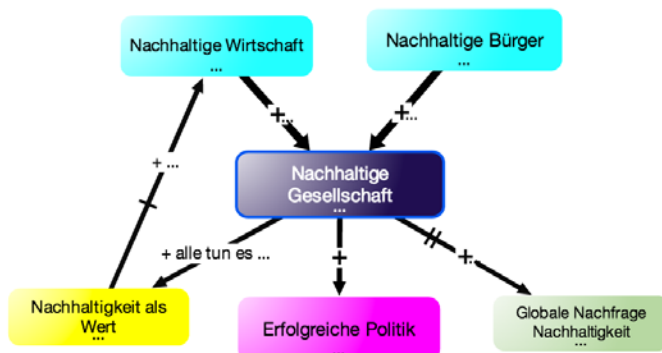 Nachhaltige Wirtschaft
...
Nachhaltige Bürger
...
+...
+...
+ ...
Nachhaltige
Gesellschaft
...
+ alle tun es ...
+
+...
Nachhaltigkeit als
Wert
...
Erfolgreiche Politik
Globale Nachfrage
Nachhaltigkeit
...